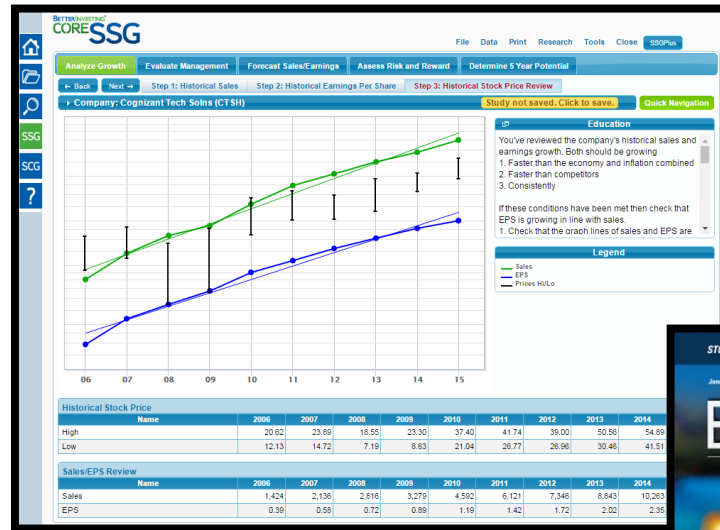 BETTERINVESTING
CORESSG
File Data Print Research Tools Close SSGPlus
Analyze Growth Evaluate Management Forecast Sales/Earnings Assess Risk and Reward Determine 5 Year Potential
← Back Next → Step 1: Historical Sales Step 2: Historical Earnings Per Share Step 3: Historical Stock Price Review
Company: Cognizant Tech Solns (CTSH) Study not saved. Click to save. Quick Navigation
SSG
SCG
?
Education
You've reviewed the company's historical sales and
earnings growth. Both should be growing
1. Faster than the economy and inflation combined
2. Faster than competitors
3. Consistently
If these conditions have been met then check that
EPS is growing in line with sales.
1. Check that the graph lines of sales and EPS are
Legend
Sales
EPS
Prices Hi/Lo
06 07 08 09 10 11 12 13 14 15
Historical Stock Price
Name 2006 2007 2008 2009 2010 2011 2012 2013 2014
High 20.62 23.89 18.55 23.30 37.40 41.74 39.00 50.56 54.89
Low 12.13 14.72 7.19 8.63 21.04 26.77 26.96 30.46 41.51
Sales/EPS Review
Name 2006 2007 2008 2009 2010 2011 2012 2013 2014
Sales 1,424 2,136 2,816 3,279 4,592 6,121 7,346 8,843 10,263
EPS 0.39 0.58 0.72 0.89 1.19 1.42 1.72 2.02 2.35